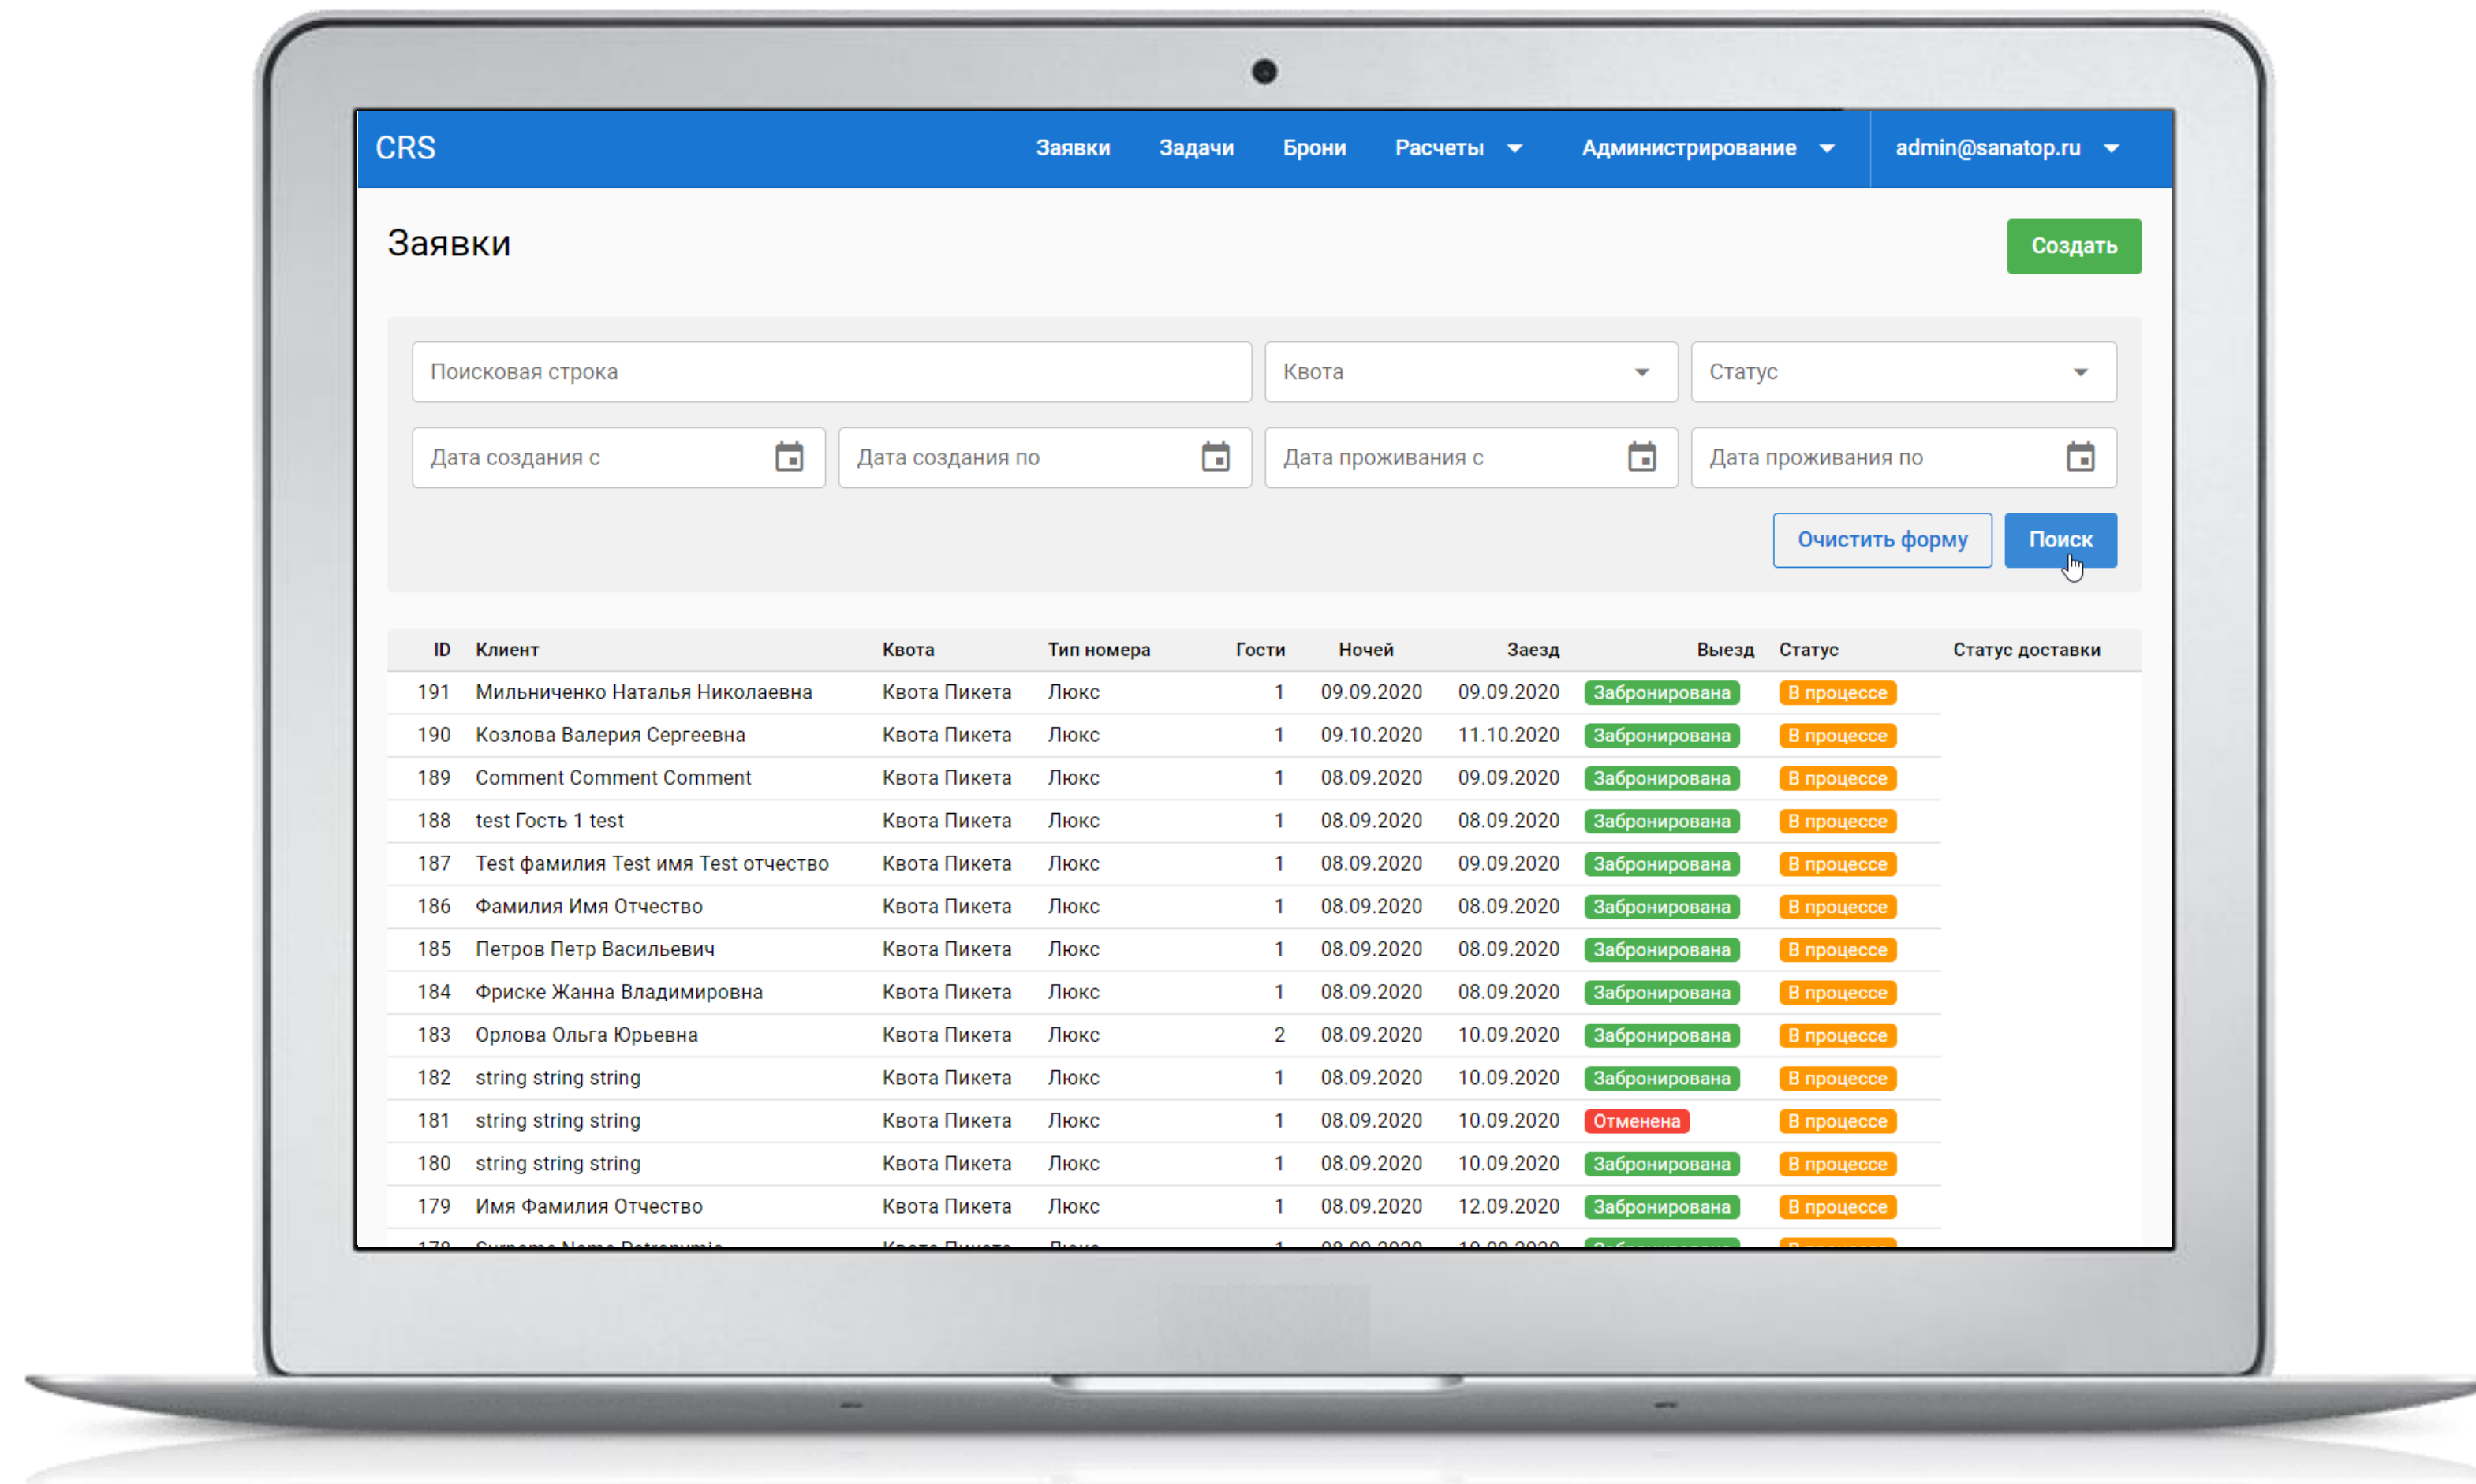 CRS Заявки Задачи Брони Расчеты Администрирование admin@sanatop.ru
Заявки Создать
Поисковая строка Квота Статус
Дата создания с Дата создания по Дата проживания с Дата проживания по
Очистить форму Поиск
ID Клиент Квота Тип номера Гости Ночей Заезд Выезд Статус Статус доставки
191 Мильниченко Наталья Николаевна Квота Пикета Люкс 1 09.09.2020 09.09.2020 Забронирована В процессе
190 Козлова Валерия Сергеевна Квота Пикета Люкс 1 09.10.2020 11.10.2020 Забронирована В процессе
189 Comment Comment Comment Квота Пикета Люкс 1 08.09.2020 09.09.2020 Забронирована В процессе
188 test Гость 1 test Квота Пикета Люкс 1 08.09.2020 08.09.2020 Забронирована В процессе
187 Test фамилия Test имя Test отчество Квота Пикета Люкс 1 08.09.2020 09.09.2020 Забронирована В процессе
186 Фамилия Имя Отчество Квота Пикета Люкс 1 08.09.2020 08.09.2020 Забронирована В процессе
185 Петров Петр Васильевич Квота Пикета Люкс 1 08.09.2020 08.09.2020 Забронирована В процессе
184 Фриске Жанна Владимировна Квота Пикета Люкс 1 08.09.2020 08.09.2020 Забронирована В процессе
183 Орлова Ольга Юрьевна Квота Пикета Люкс 2 08.09.2020 10.09.2020 Забронирована В процессе
182 string string string Квота Пикета Люкс 1 08.09.2020 10.09.2020 Забронирована В процессе
181 string string string Квота Пикета Люкс 1 08.09.2020 10.09.2020 Отменена В процессе
180 string string string Квота Пикета Люкс 1 08.09.2020 10.09.2020 Забронирована В процессе
179 Имя Фамилия Отчество Квота Пикета Люкс 1 08.09.2020 12.09.2020 Забронирована В процессе